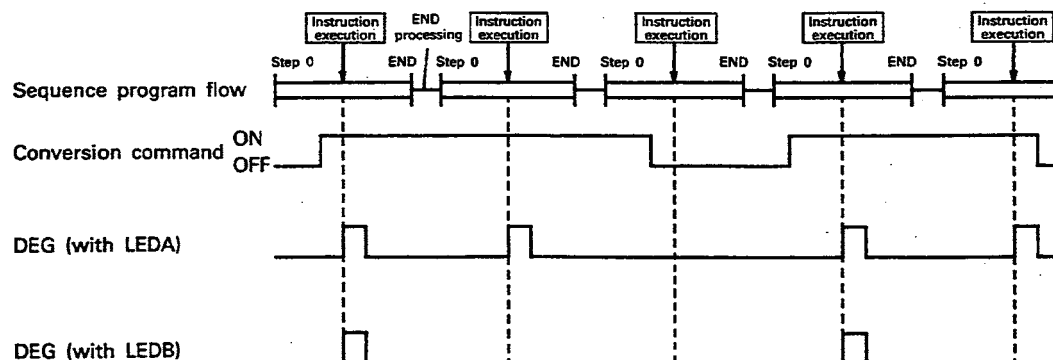 Instruction execution
END processing
Instruction execution
Instruction execution
Instruction execution
Instruction execution
Step 0 END Step 0 END Step 0 END Step 0 END Step 0
Sequence program flow
Conversion command ON
OFF
DEG (with LEDA)
DEG (with LEDB)